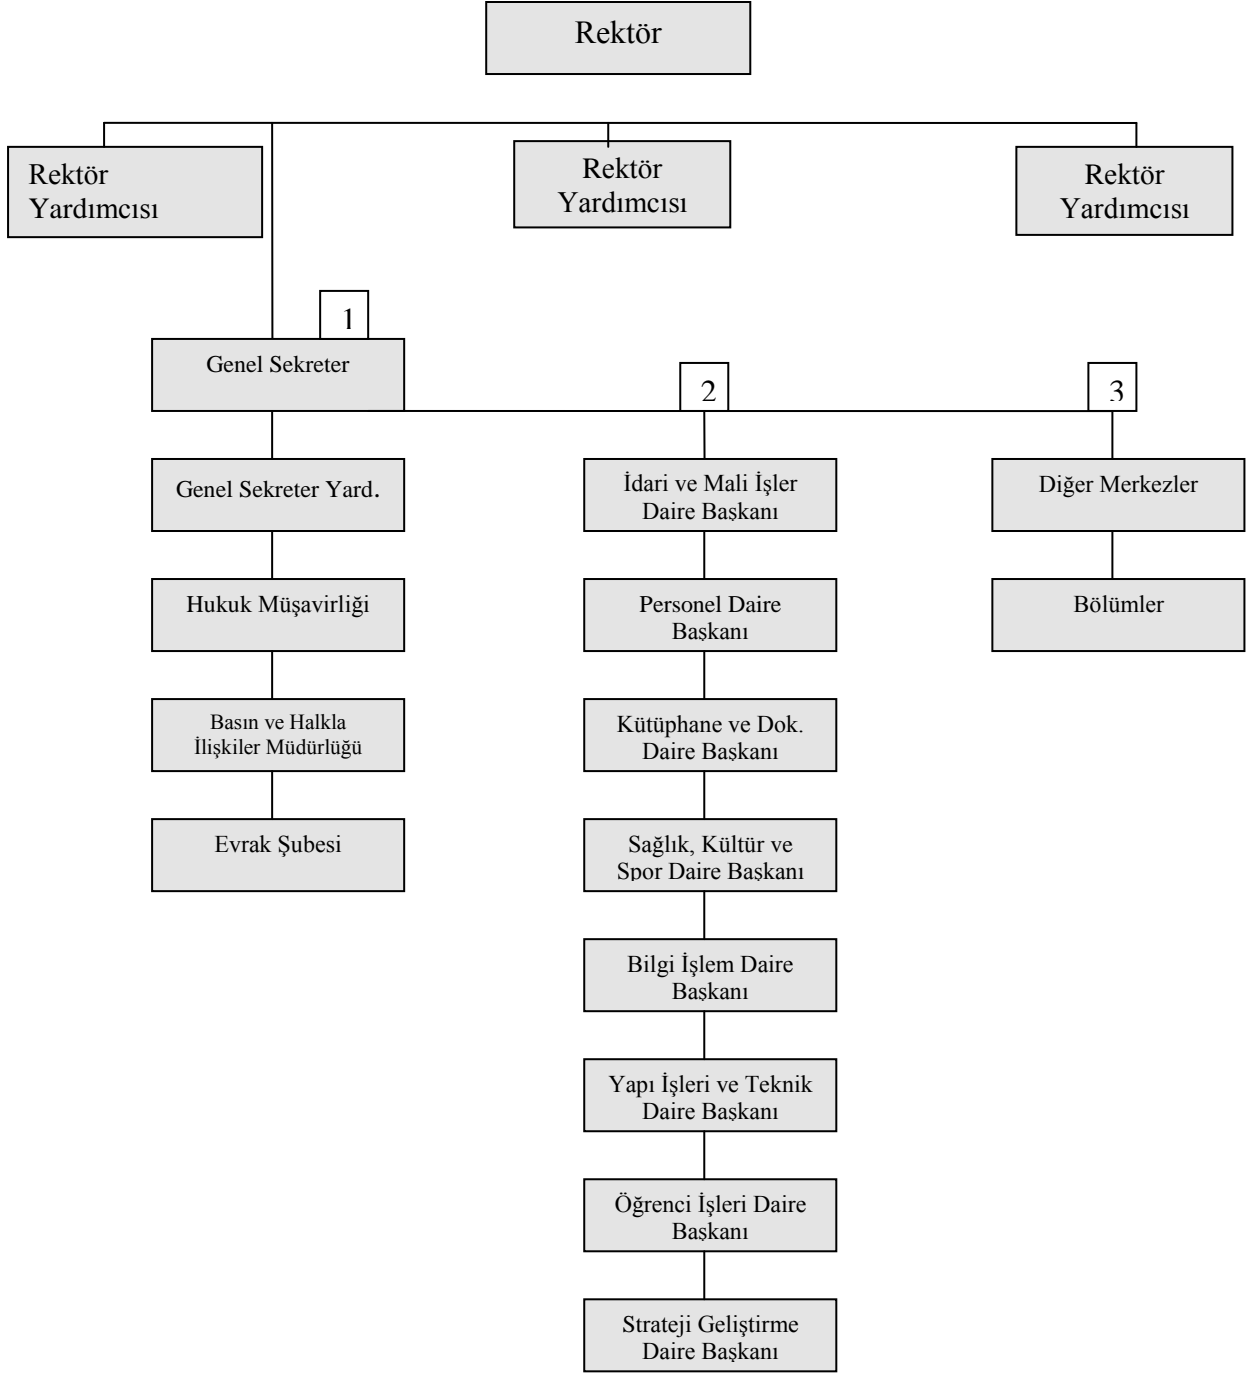 Rektör
Rektör
Yardımcısı
Rektör
Yardımcısı
Rektör
Yardımcısı
1
Genel Sekreter
2
3
Genel Sekreter Yard.
İdari ve Mali İşler
Daire Başkanı
Diğer Merkezler
Hukuk Müşavirliği
Personel Daire
Başkanı
Bölümler
Basın ve Halkla
İlişkiler Müdürlüğü
Kütüphane ve Dok.
Daire Başkanı
Evrak Şubesi
Sağlık, Kültür ve
Spor Daire Başkanı
Bilgi İşlem Daire
Başkanı
Yapı İşleri ve Teknik
Daire Başkanı
Öğrenci İşleri Daire
Başkanı
Strateji Geliştirme
Daire Başkanı